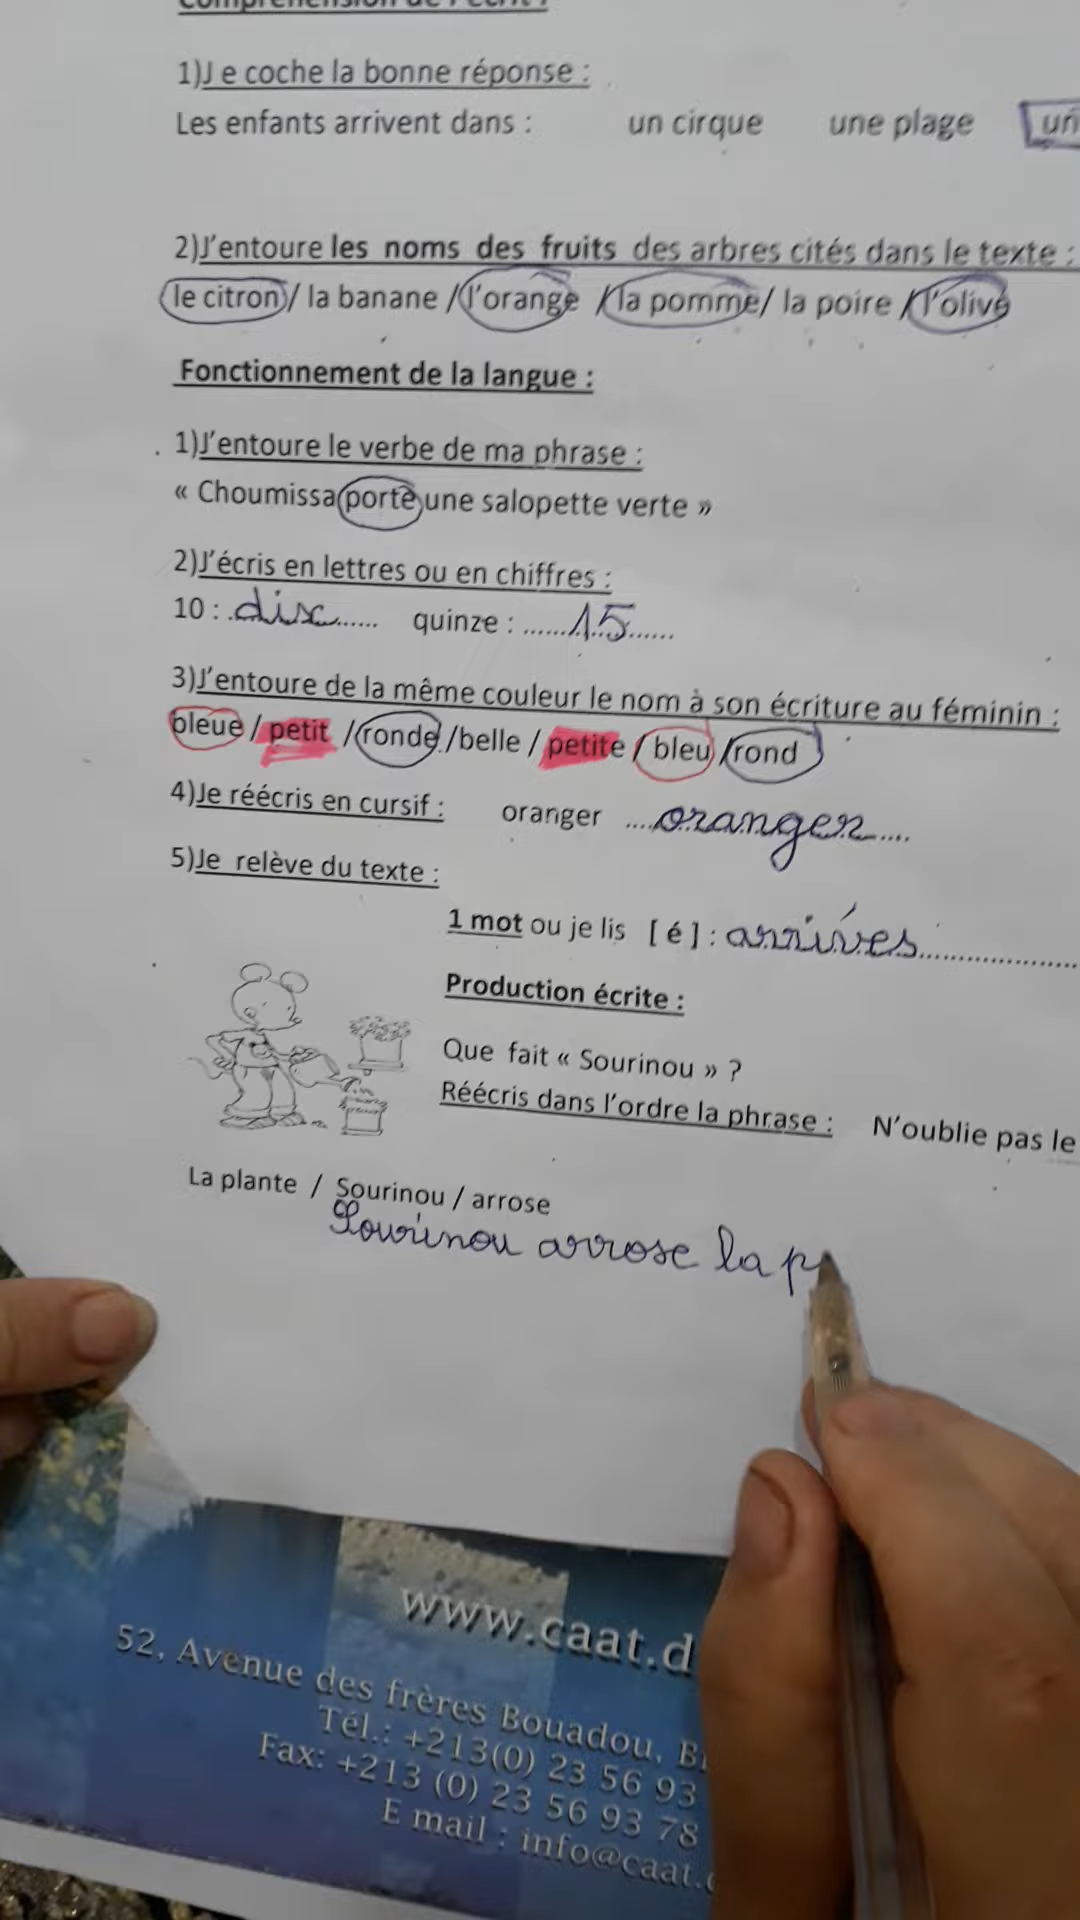 Compréhension de l'écrit :
1)J e coche la bonne réponse :
Les enfants arrivent dans : un cirque une plage un
2)J'entoure les noms des fruits des arbres cités dans le texte :
le citron / la banane / l'orange / la pomme/ la poire / l'olive
Fonctionnement de la langue :
1)J'entoure le verbe de ma phrase :
« Choumissa porte une salopette verte »
2)J'écris en lettres ou en chiffres :
10 : dix quinze : 15
3)J'entoure de la même couleur le nom à son écriture au féminin :
bleue / petit / ronde /belle / petite / bleu / rond
4)Je réécris en cursif : oranger oranger
5)Je relève du texte :
1 mot ou je lis [ é ] : arrivés
Production écrite :
Que fait « Sourinou » ?
Réécris dans l'ordre la phrase : N'oublie pas le
La plante / Sourinou / arrose
Sourinou arrose la p
www.caat.d
52, Avenue des frères Bouadou, B
Tél.: +213(0) 23 56 93
Fax: +213 (0) 23 56 93 78
E mail : info@caat.